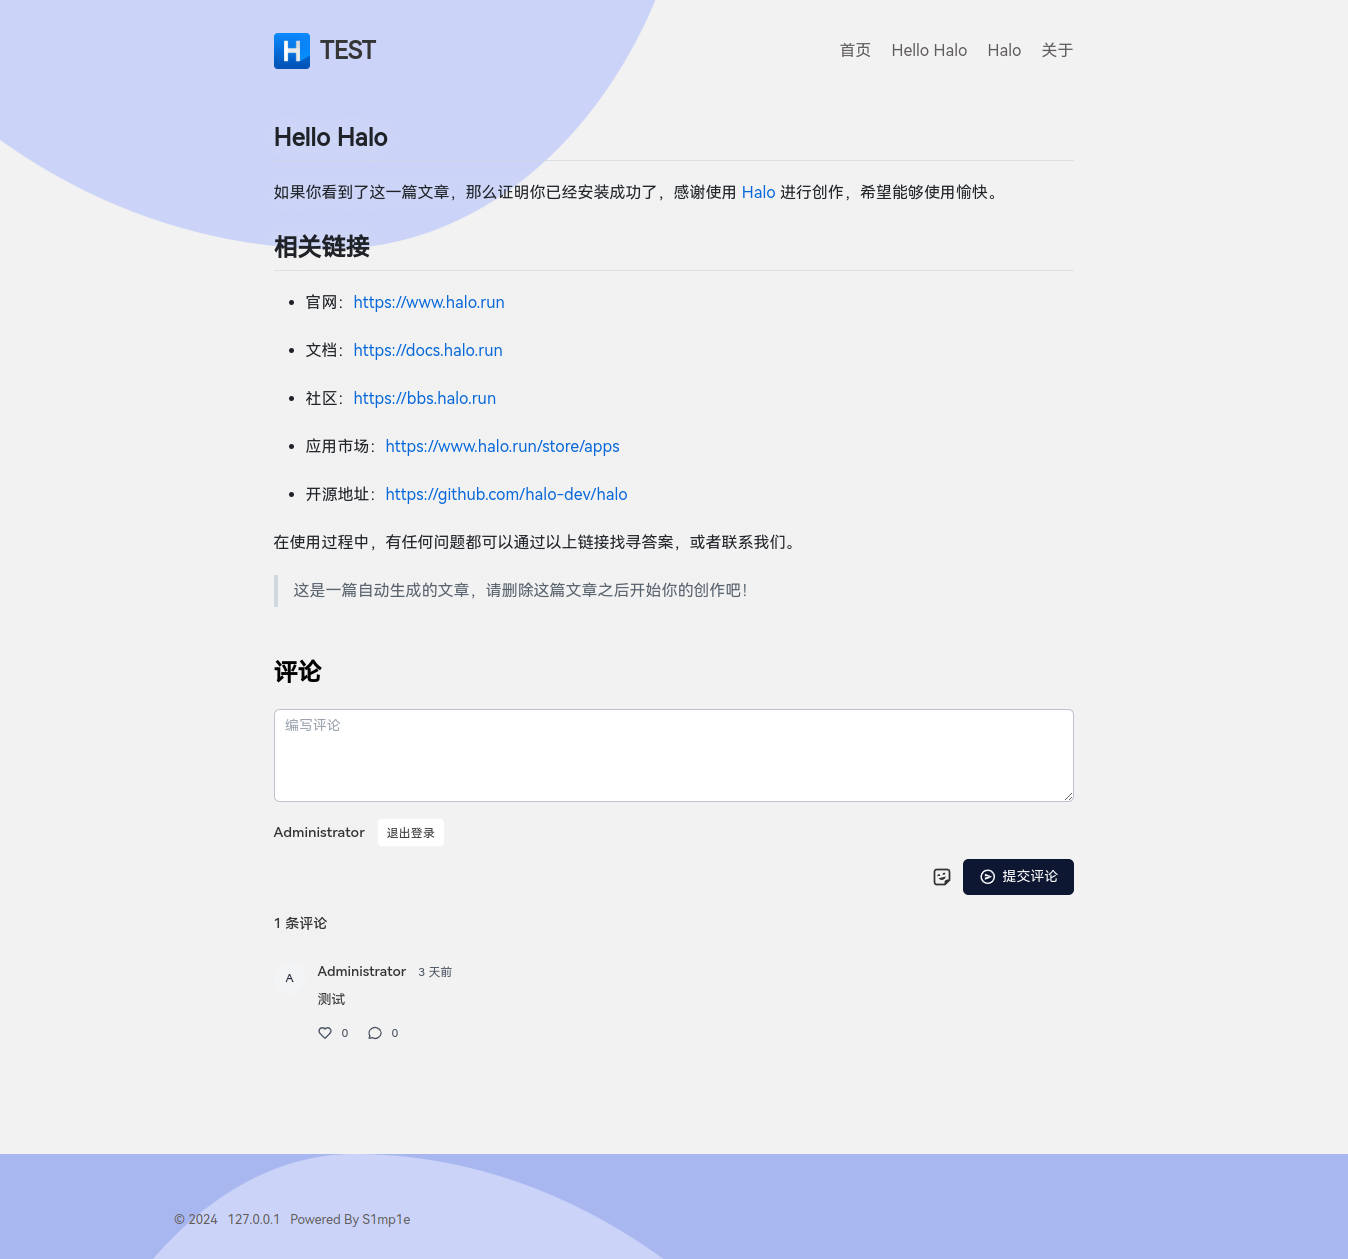 H TEST
首页 Hello Halo Halo 关于
Hello Halo
如果你看到了这一篇文章，那么证明你已经安装成功了，感谢使用 Halo 进行创作，希望能够使用愉快。
相关链接
官网：https://www.halo.run
文档：https://docs.halo.run
社区：https://bbs.halo.run
应用市场：https://www.halo.run/store/apps
开源地址：https://github.com/halo-dev/halo
在使用过程中，有任何问题都可以通过以上链接找寻答案，或者联系我们。
这是一篇自动生成的文章，请删除这篇文章之后开始你的创作吧！
评论
编写评论
Administrator 退出登录
提交评论
1 条评论
A Administrator 3 天前
测试
0 0
© 2024 127.0.0.1 Powered By S1mp1e